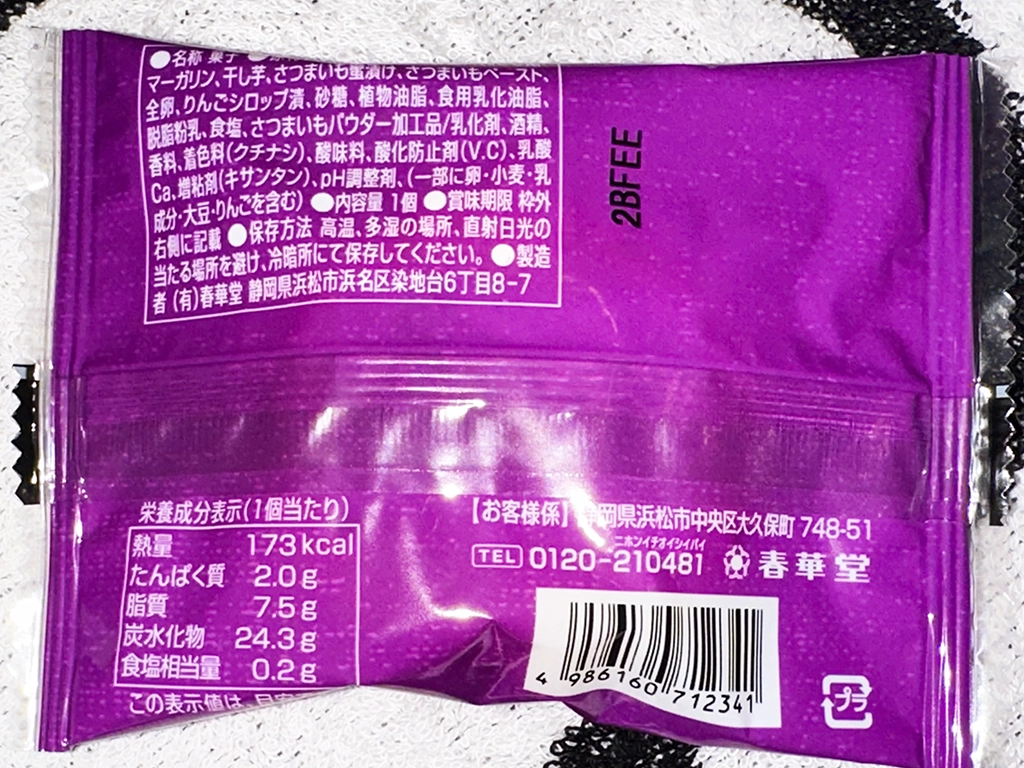 ●名称 菓子
マーガリン、干し芋、さつまいも蜜漬け、さつまいもペースト、
全卵、りんごシロップ漬、砂糖、植物油脂、食用乳化油脂、
脱脂粉乳、食塩、さつまいもパウダー加工品/乳化剤、酒精、
香料、着色料(クチナシ)、酸味料、酸化防止剤(V.C)、乳酸
Ca、増粘剤(キサンタン)、pH調整剤、(一部に卵・小麦・乳
成分・大豆・りんごを含む) ●内容量 1個 ●賞味期限 枠外
右側に記載 ●保存方法 高温、多湿の場所、直射日光の
当たる場所を避け、冷暗所にて保存してください。 ●製造
者 (有)春華堂 静岡県浜松市浜名区染地台6丁目8-7
2BFEE
栄養成分表示(1個当たり)
熱量 173kcal
たんぱく質 2.0g
脂質 7.5g
炭水化物 24.3g
食塩相当量 0.2g
この表示値は、目安
【お客様係】 静岡県浜松市中央区大久保町 748-51
ニホンイチオイシイパイ
TEL 0120-210481 春華堂
4 986160 712341
プラ